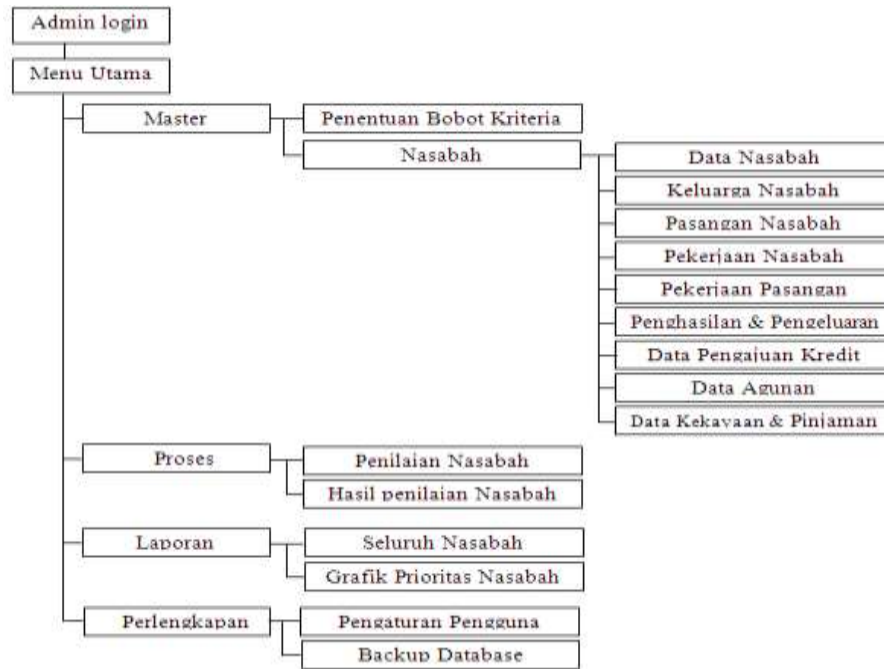 Admin login
Menu Utama
Master
Penentuan Bobot Kriteria
Nasabah
Data Nasabah
Keluarga Nasabah
Pasangan Nasabah
Pekerjaan Nasabah
Pekerjaan Pasangan
Penghasilan & Pengeluaran
Data Pengajuan Kredit
Data Agunan
Data Kekayaan & Pinjaman
Proses
Penilaian Nasabah
Hasil penilaian Nasabah
Laporan
Seluruh Nasabah
Grafik Prioritas Nasabah
Perlengkapan
Pengaturan Pengguna
Backup Database